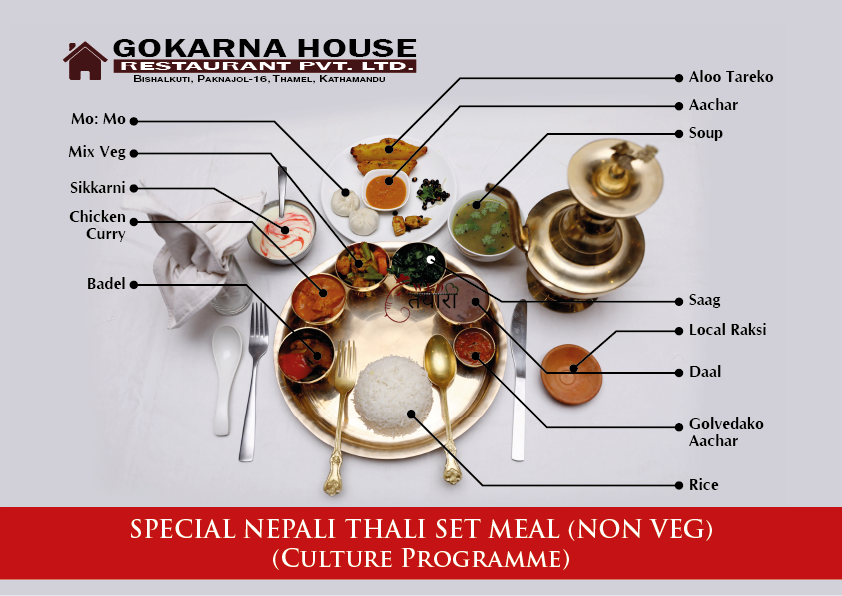 GOKARNA HOUSE
RESTAURANT PVT. LTD.
Bishalkuti, Paknajol-16, Thamel, Kathamandu
Aloo Tareko
Aachar
Soup
Mo: Mo
Mix Veg
Sikkarni
Chicken
Curry
Badel
तयारी
Saag
Local Raksi
Daal
Golvedako
Aachar
Rice
SPECIAL NEPALI THALI SET MEAL (NON VEG)
(Culture Programme)